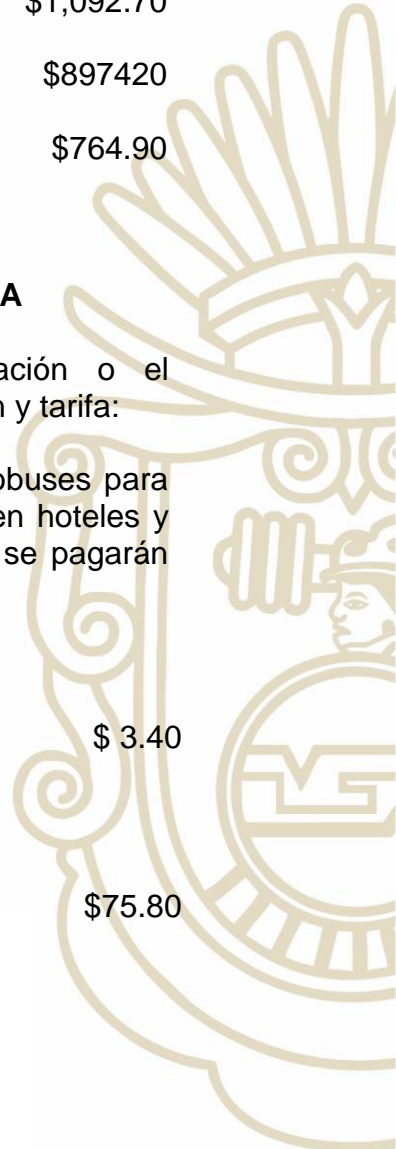 $1,092.70
$897420
$764.90
A
ación o el
n y tarifa:
obuses para
en hoteles y
se pagarán
$ 3.40
$75.80